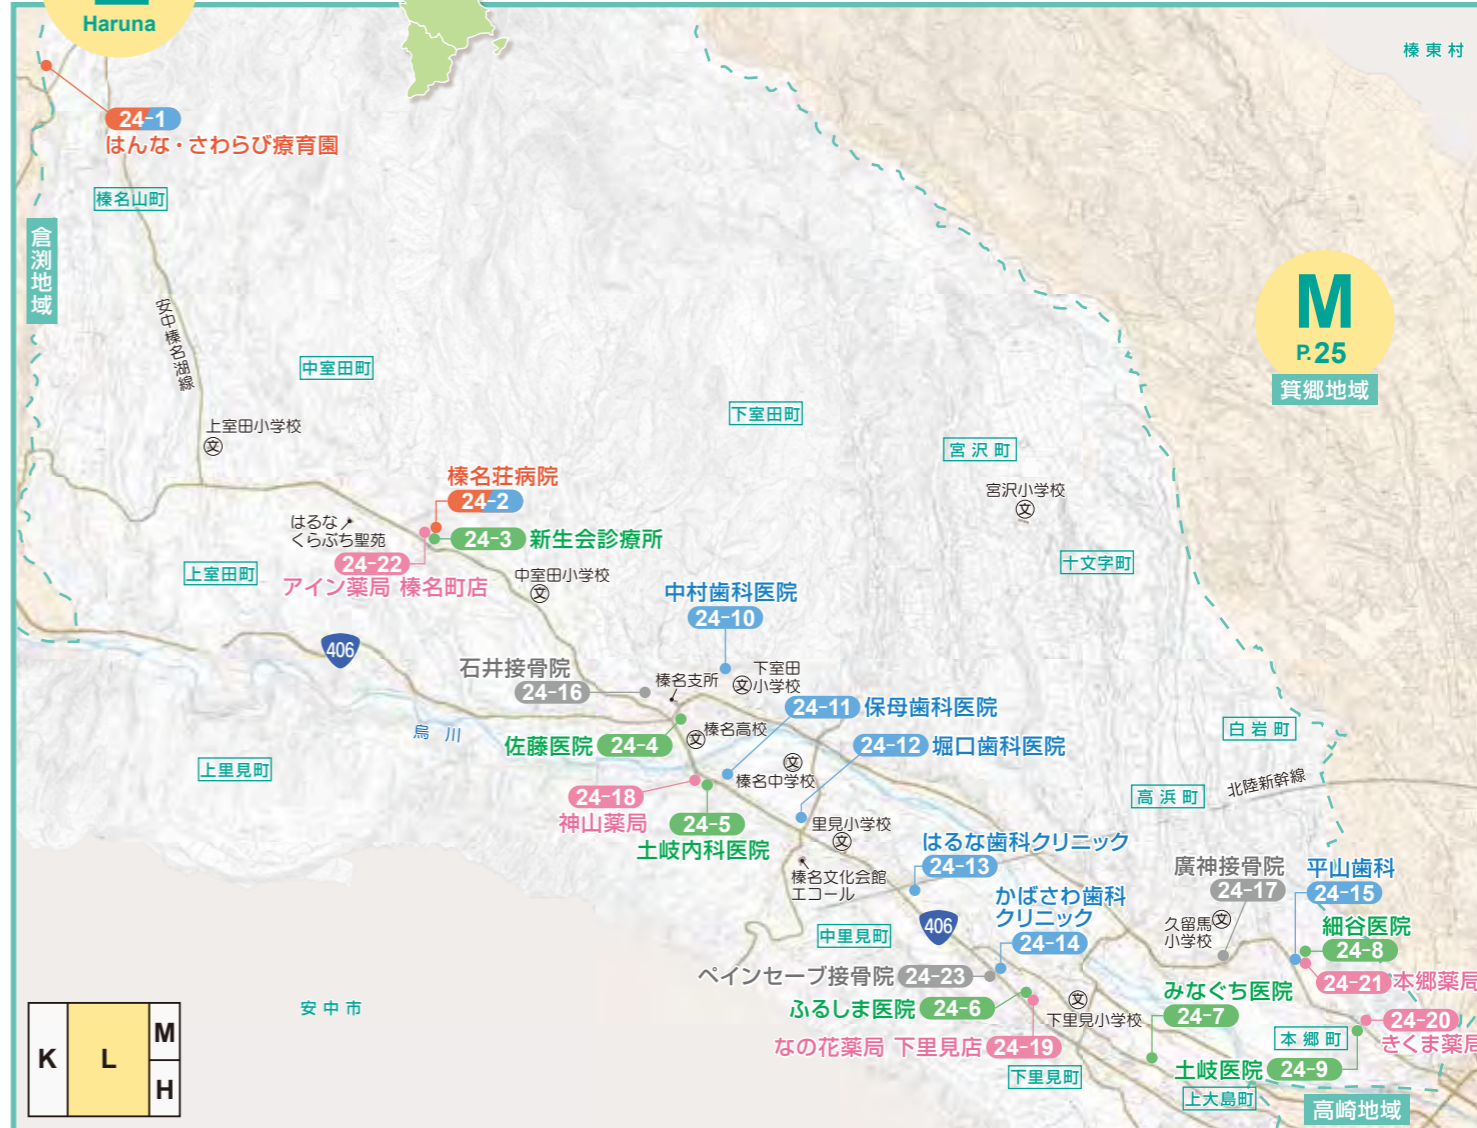 Haruna
榛東村
24-1
はんな・さわらび療育園
榛名山町
倉渕地域
安中榛名湖線
M
P.25
箕郷地域
中室田町
下室田町
上室田小学校
文
宮沢町
宮沢小学校
文
榛名荘病院
24-2
はるな
くらぶち聖苑
24-3 新生会診療所
24-22
アイン薬局 榛名町店
上室田町
中室田小学校
文
十文字町
中村歯科医院
24-10
406
石井接骨院
24-16
榛名支所
下室田
小学校
文
24-11 保母歯科医院
烏川
佐藤医院 24-4
榛名高校
文
24-12 堀口歯科医院
白岩町
上里見町
榛名中学校
文
北陸新幹線
高浜町
24-18
神山薬局
24-5
土岐内科医院
里見小学校
文
はるな歯科クリニック
24-13
榛名文化会館
エコール
廣神接骨院
24-17
平山歯科
24-15
かばさわ歯科
クリニック
24-14
406
中里見町
久留馬
小学校
文
細谷医院
24-8
ペインセーブ接骨院 24-23
24-21 本郷薬局
みなぐち医院
24-7
ふるしま医院 24-6
文
下里見小学校
24-20
きくま薬局
安中市
なの花薬局 下里見店 24-19
本郷町
土岐医院 24-9
下里見町
上大島町
高崎地域
K
L
M
H